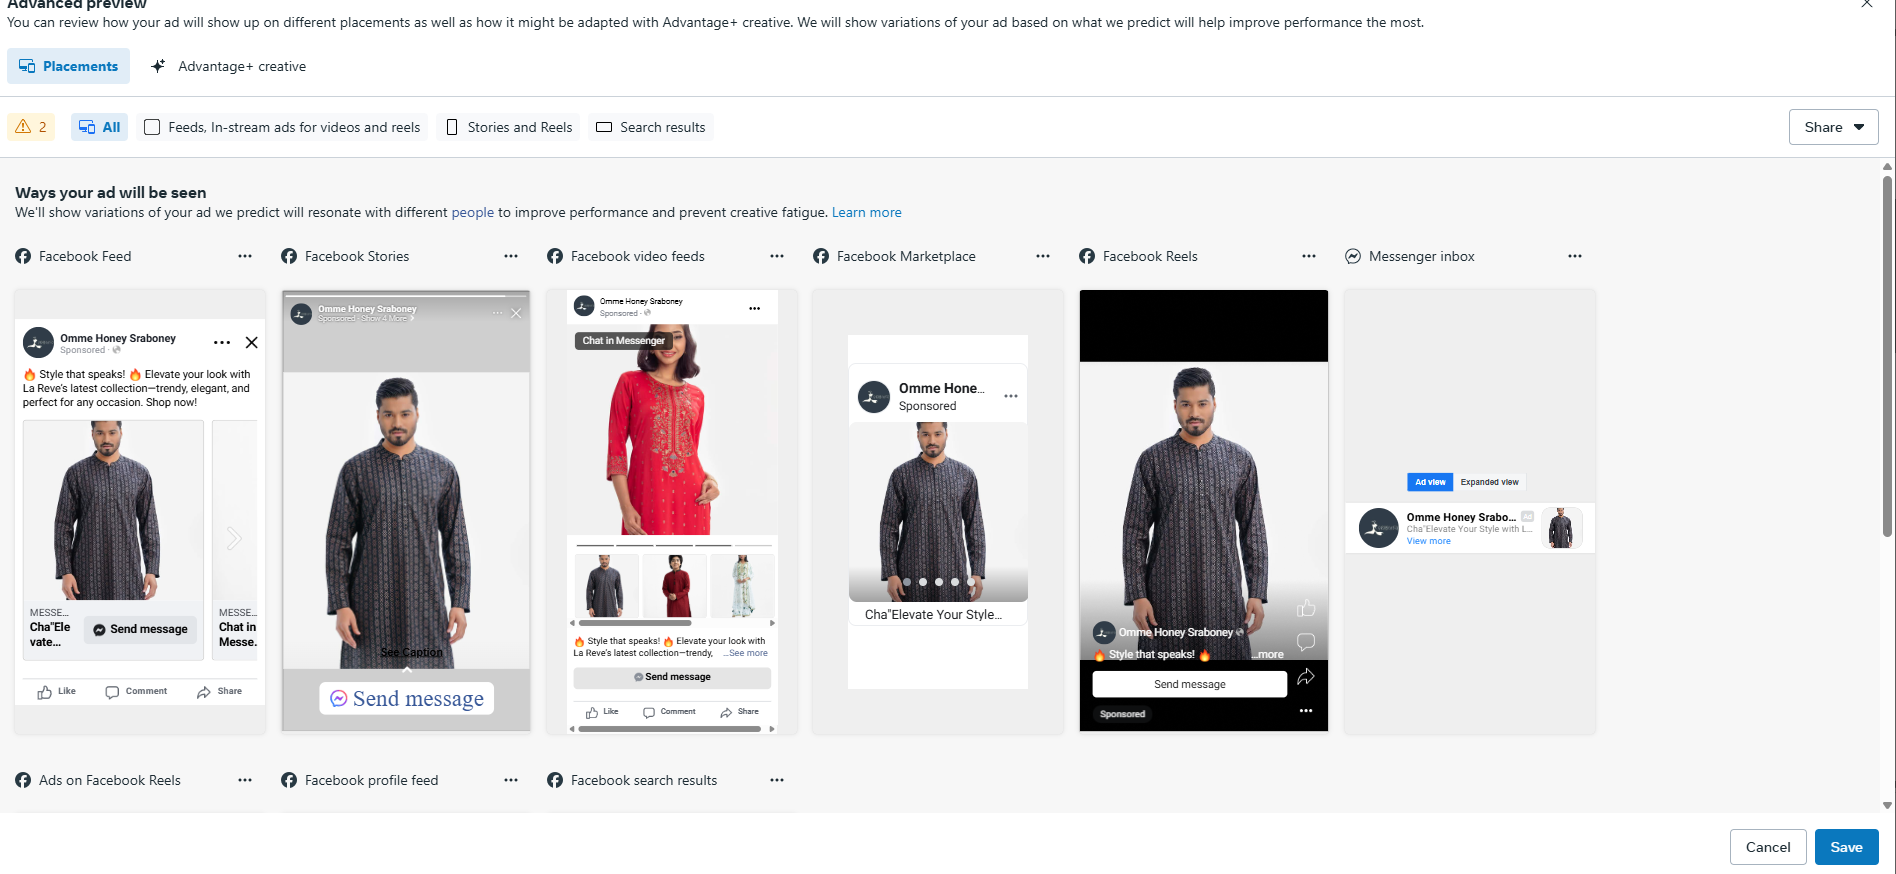 Advanced preview
You can review how your ad will show up on different placements as well as how it might be adapted with Advantage+ creative. We will show variations of your ad based on what we predict will help improve performance the most.
Placements
Advantage+ creative
2
All
Feeds, In-stream ads for videos and reels
Stories and Reels
Search results
Share
Ways your ad will be seen
We'll show variations of your ad we predict will resonate with different people to improve performance and prevent creative fatigue. Learn more
Facebook Feed
Facebook Stories
Facebook video feeds
Facebook Marketplace
Facebook Reels
Messenger inbox
Omme Honey Sraboney
Sponsored ·
🔥 Style that speaks! 🔥 Elevate your look with
La Reve's latest collection—trendy, elegant, and
perfect for any occasion. Shop now!
MESSE...
Cha"Ele
vate...
Send message
MESSE...
Chat in
Messe.
Like
Comment
Share
Omme Honey Sraboney
Sponsored · Show 4 More
See Caption
Send message
Omme Honey Sraboney
Sponsored ·
Chat in Messenger
🔥 Style that speaks! 🔥 Elevate your look with
La Reve's latest collection—trendy, ...See more
Send message
Like
Comment
Share
Omme Hone...
Sponsored
Cha"Elevate Your Style...
Omme Honey Sraboney
🔥 Style that speaks! 🔥 ...more
Send message
Sponsored
Ad view
Expanded view
Omme Honey Srabo... Ad
Cha"Elevate Your Style with L...
View more
Ads on Facebook Reels
Facebook profile feed
Facebook search results
Cancel
Save